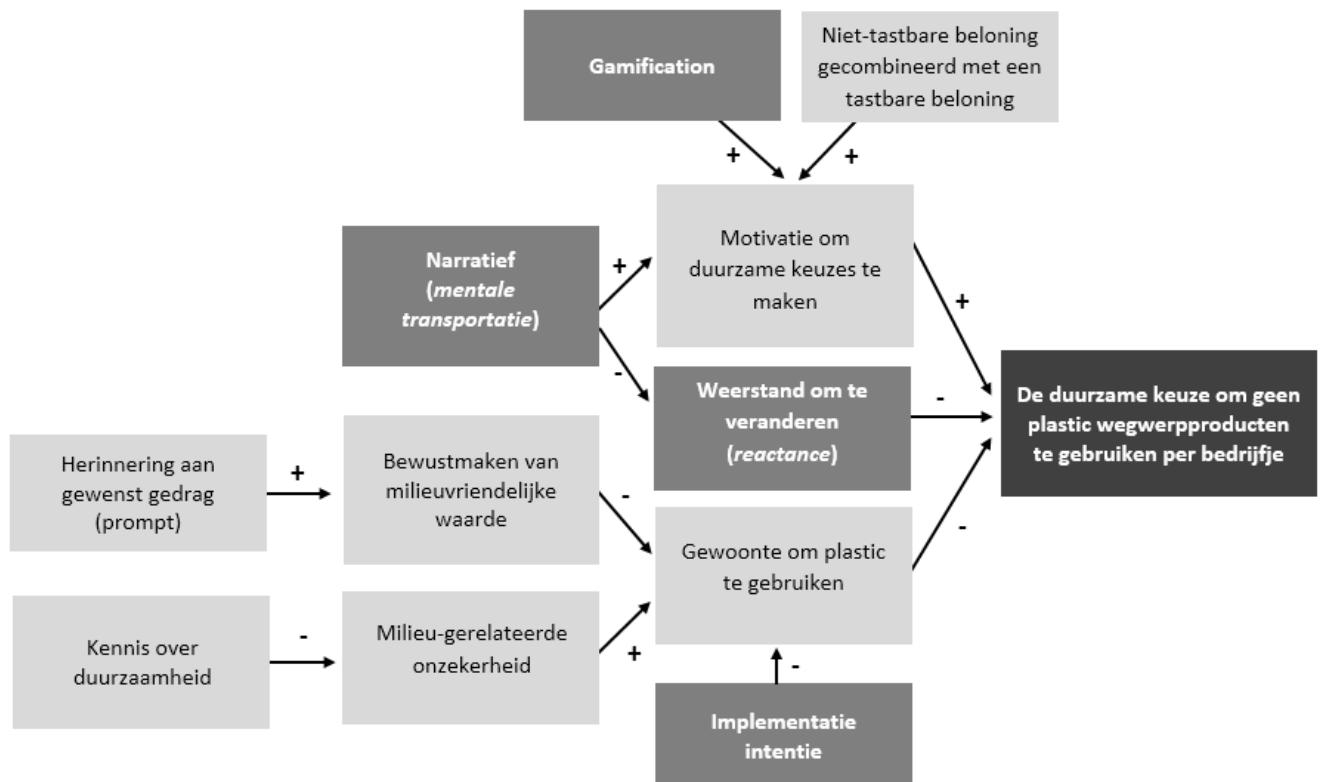 Gamification
Niet-tastbare beloning
gecombineerd met een
tastbare beloning
+
+
Narratief
(mentale
transportatie)
+
-
Motivatie om
duurzame keuzes te
maken
+
Weerstand om te
veranderen
(reactance)
-
De duurzame keuze om geen
plastic wegwerpproducten
te gebruiken per bedrijfje
Herinnering aan
gewenst gedrag
(prompt)
+
Bewustmaken van
milieuvriendelijke
waarde
-
Gewoonte om plastic
te gebruiken
-
Kennis over
duurzaamheid
-
Milieu-gerelateerde
onzekerheid
+
-
Implementatie
intentie